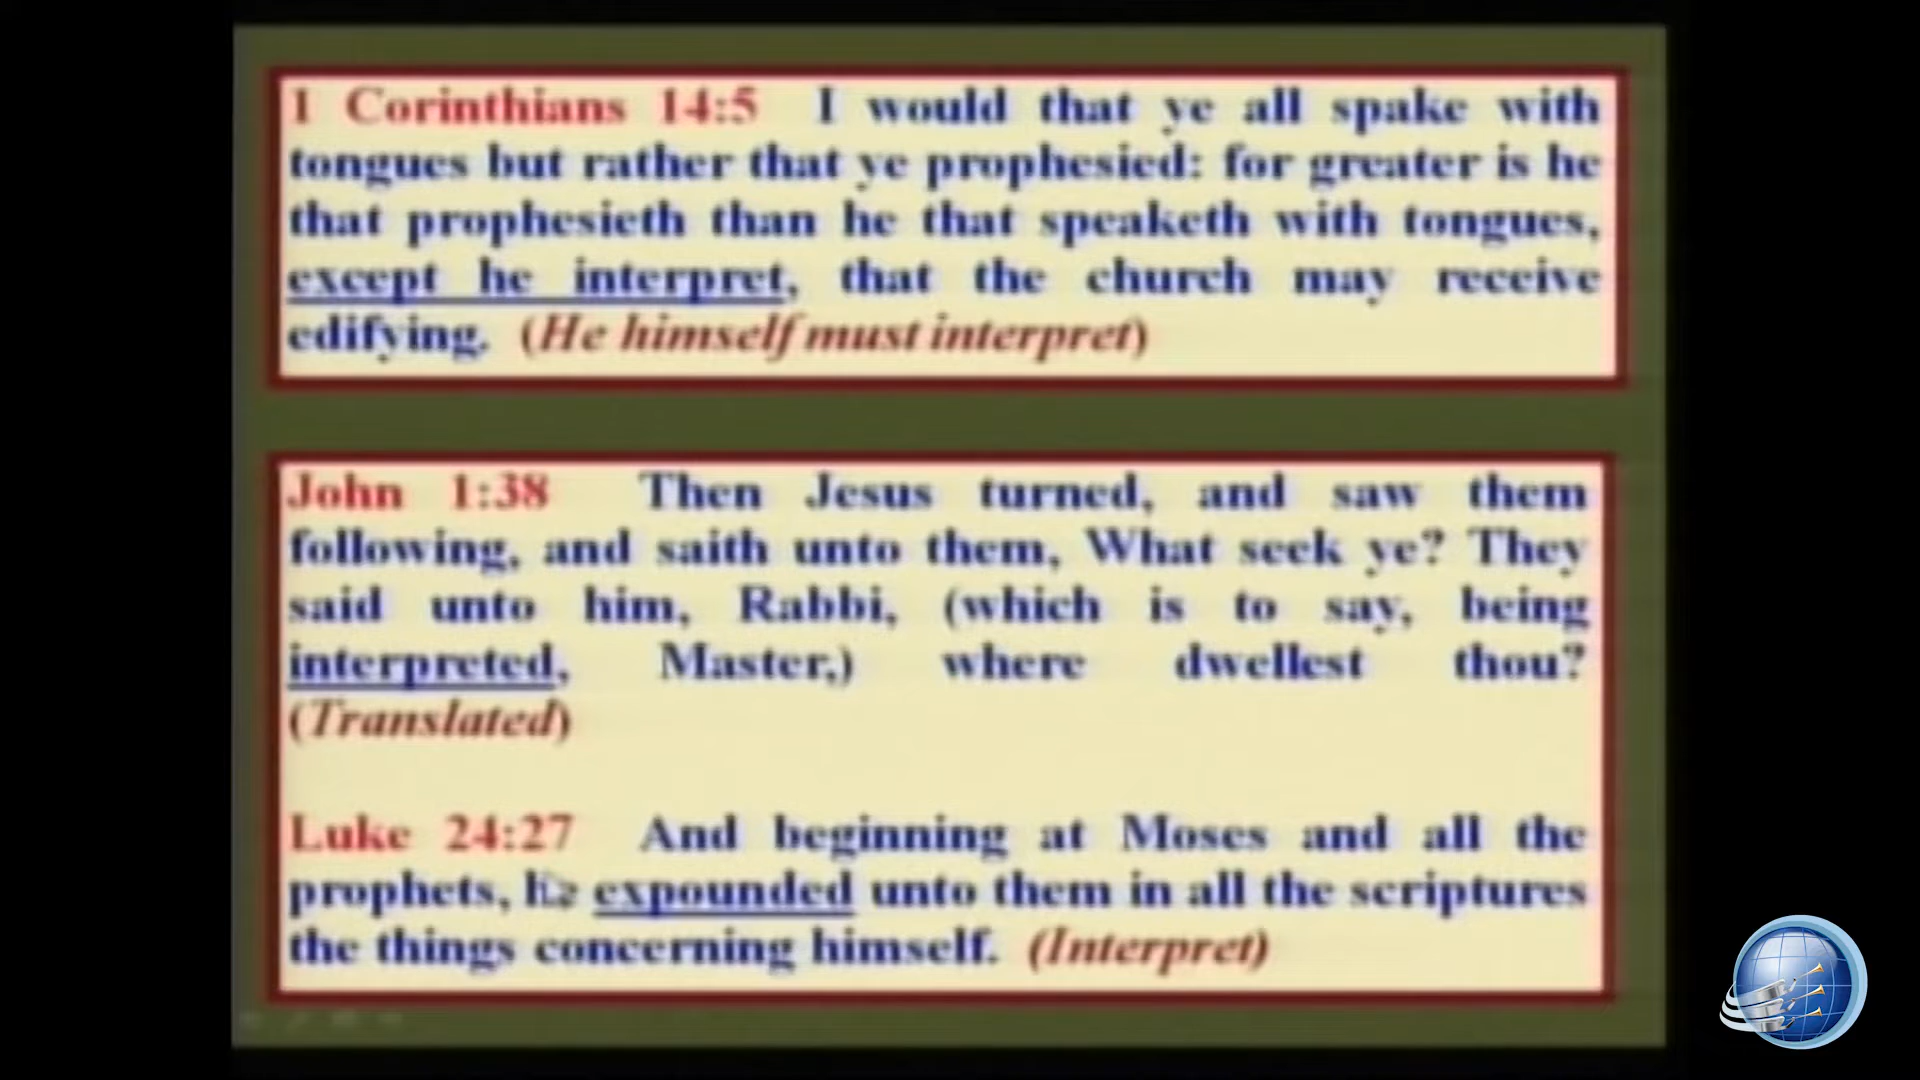 1 Corinthians 14:5 I would that ye all spake with
tongues but rather that ye prophesied: for greater is he
that prophesieth than he that speaketh with tongues,
except he interpret, that the church may receive
edifying. (He himself must interpret)
John 1:38 Then Jesus turned, and saw them
following, and saith unto them, What seek ye? They
said unto him, Rabbi, (which is to say, being
interpreted, Master,) where dwellest thou?
(Translated)
Luke 24:27 And beginning at Moses and all the
prophets, he expounded unto them in all the scriptures
the things concerning himself. (Interpret)